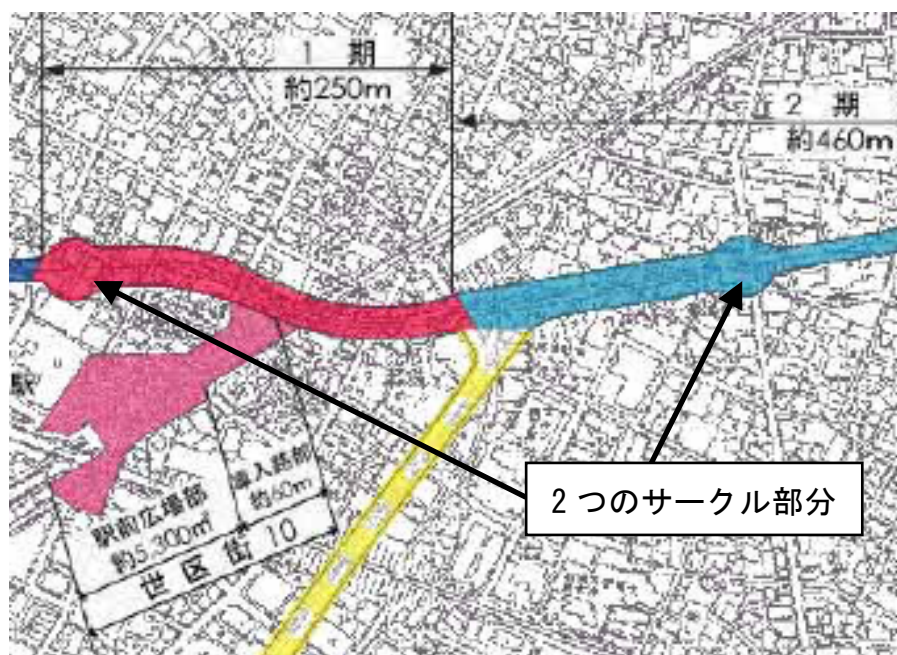 1 期
約250m
2 期
約460m
駅
導入路部
約60m
駅前広場部
約5,300㎡
世区街 10
2つのサークル部分